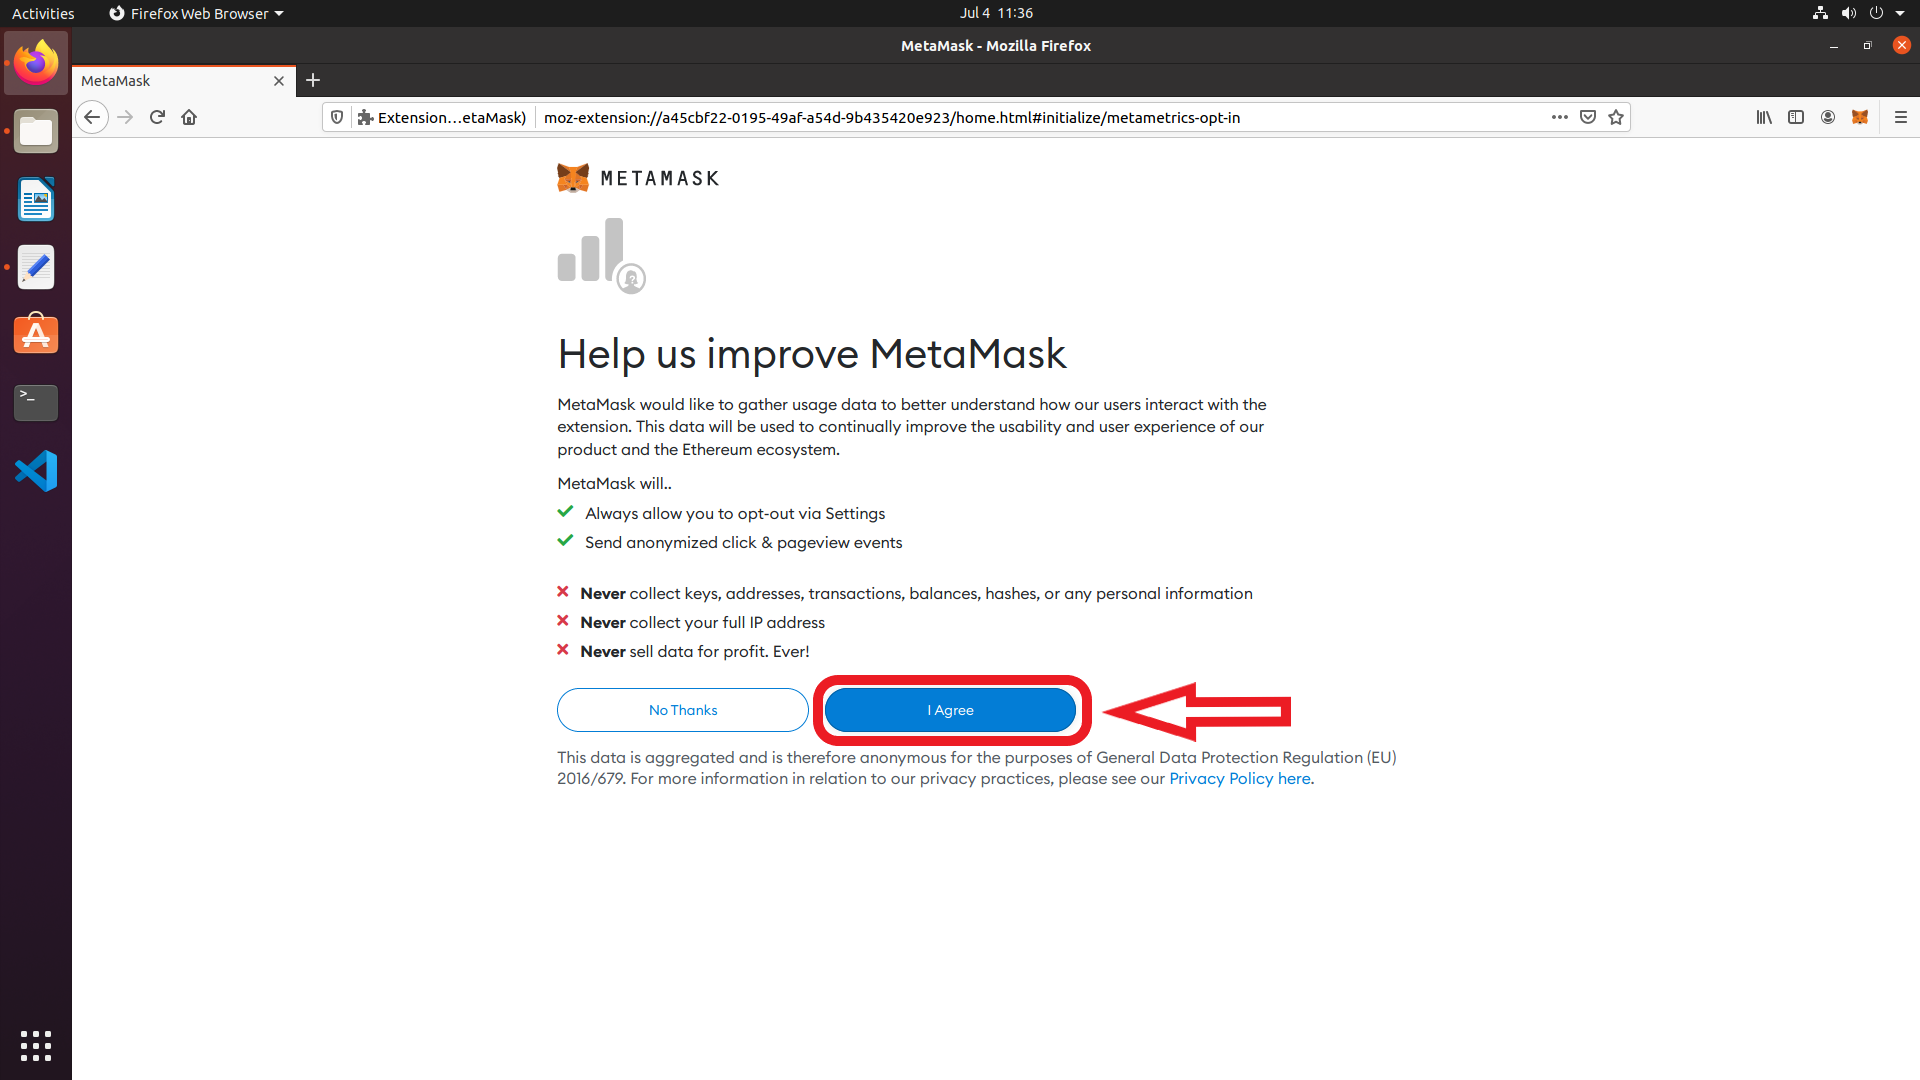 Activities
Firefox Web Browser
Jul 4 11:36
MetaMask - Mozilla Firefox
MetaMask
Extension…etaMask)
moz-extension://a45cbf22-0195-49af-a54d-9b435420e923/home.html#initialize/metametrics-opt-in
METAMASK
Help us improve MetaMask
MetaMask would like to gather usage data to better understand how our users interact with the
extension. This data will be used to continually improve the usability and user experience of our
product and the Ethereum ecosystem.
MetaMask will..
Always allow you to opt-out via Settings
Send anonymized click & pageview events
Never collect keys, addresses, transactions, balances, hashes, or any personal information
Never collect your full IP address
Never sell data for profit. Ever!
No Thanks
I Agree
This data is aggregated and is therefore anonymous for the purposes of General Data Protection Regulation (EU)
2016/679. For more information in relation to our privacy practices, please see our Privacy Policy here.